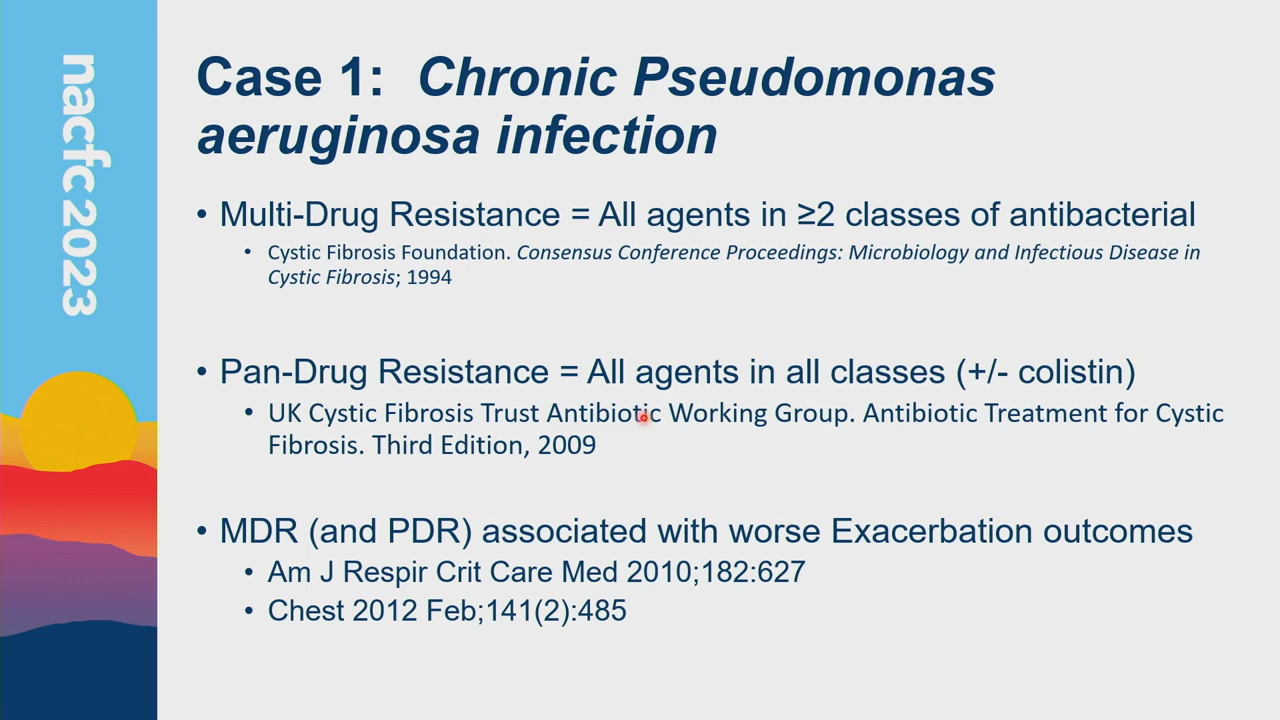 nacfc 2023
Case 1: Chronic Pseudomonas
aeruginosa infection
• Multi-Drug Resistance = All agents in ≥2 classes of antibacterial
• Cystic Fibrosis Foundation. Consensus Conference Proceedings: Microbiology and Infectious Disease in
Cystic Fibrosis; 1994
• Pan-Drug Resistance = All agents in all classes (+/- colistin)
• UK Cystic Fibrosis Trust Antibiotic Working Group. Antibiotic Treatment for Cystic
Fibrosis. Third Edition, 2009
• MDR (and PDR) associated with worse Exacerbation outcomes
• Am J Respir Crit Care Med 2010;182:627
• Chest 2012 Feb;141(2):485